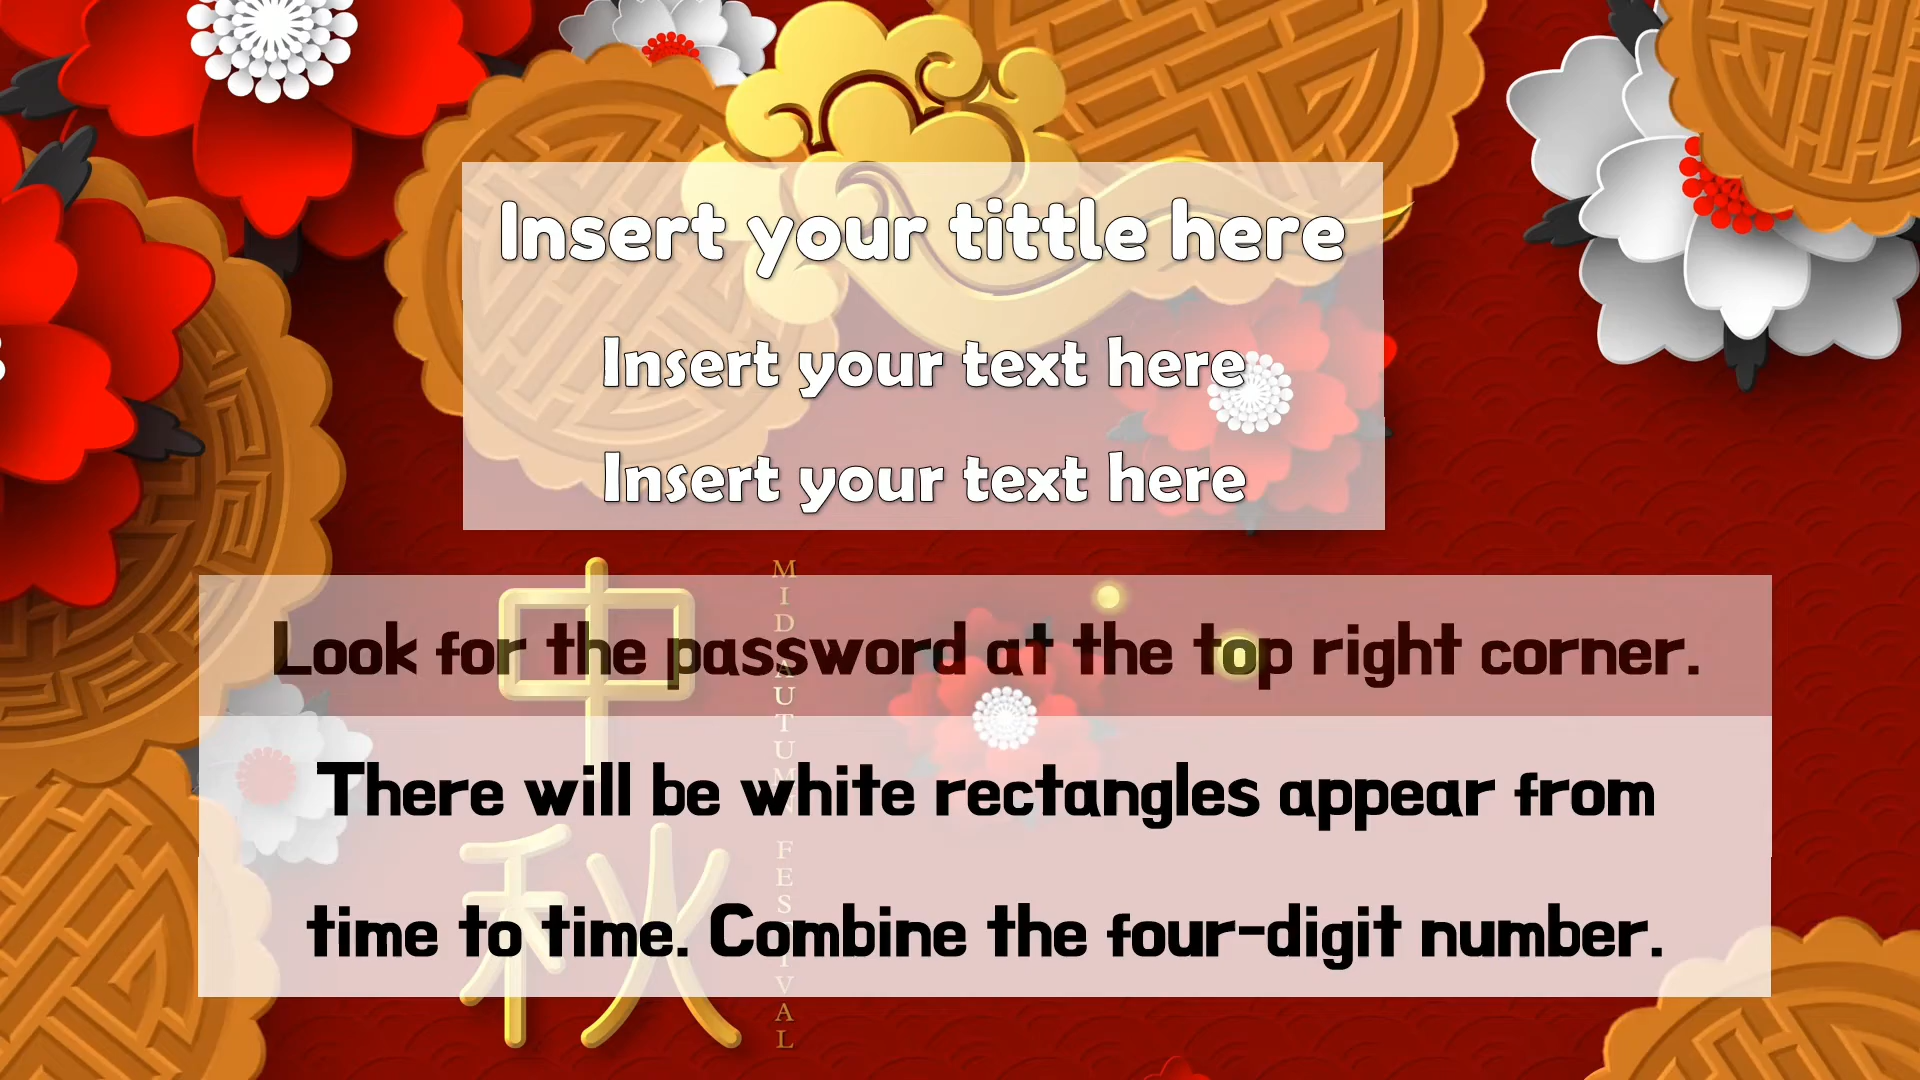 Insert your tittle here
Insert your text here
Insert your text here
中秋
MID AUTUMN FESTIVAL
Look for the password at the top right corner.
There will be white rectangles appear from
time to time. Combine the four-digit number.